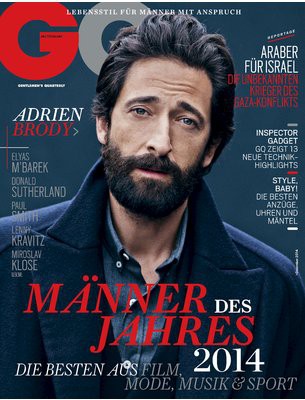 LEBENSSTIL FÜR MÄNNER MIT ANSPRUCH
GQ
GENTLEMEN'S QUARTERLY
REPORTAGE
ARABER
FÜR ISRAEL
DIE UNBEKANNTEN
KRIEGER DES
GAZA-KONFLIKTS
ADRIEN
BRODY>
ELYAS
M'BAREK
DONALD
SUTHERLAND
PAUL
SMITH
LENNY
KRAVITZ
MIROSLAV
KLOSE
INSPECTOR
GADGET
GQ ZEIGT 13
NEUE TECHNIK-
HIGHLIGHTS
STYLE,
BABY!
DIE BESTEN
ANZÜGE,
UHREN UND
MÄNTEL
MÄNNER DES
JAHRES
2014
DIE BESTEN AUS FILM,
MODE, MUSIK & SPORT